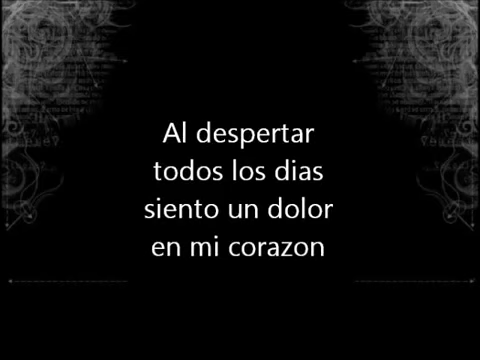 Al despertar
todos los dias
siento un dolor
en mi corazon